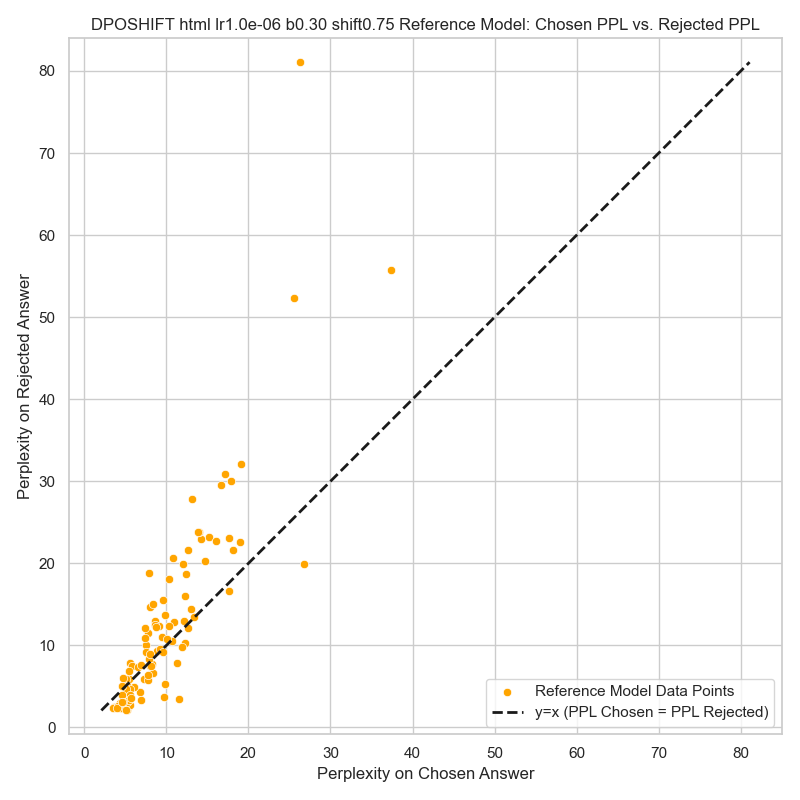 DPOSHIFT html lr1.0e-06 b0.30 shift0.75 Reference Model: Chosen PPL vs. Rejected PPL
80
70
60
50
40
30
20
10
0
Perplexity on Rejected Answer
Reference Model Data Points
y=x (PPL Chosen = PPL Rejected)
0 10 20 30 40 50 60 70 80
Perplexity on Chosen Answer